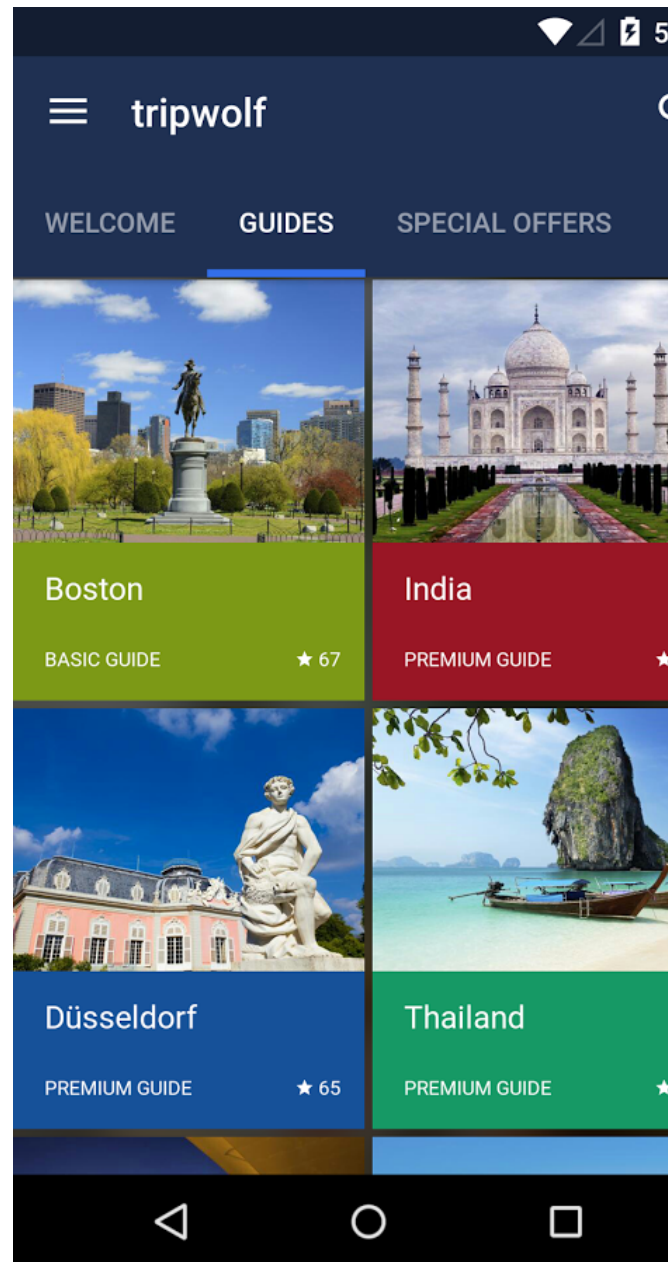 5
tripwolf
WELCOME GUIDES SPECIAL OFFERS
Boston
BASIC GUIDE ★ 67
India
PREMIUM GUIDE ★
Düsseldorf
PREMIUM GUIDE ★ 65
Thailand
PREMIUM GUIDE ★